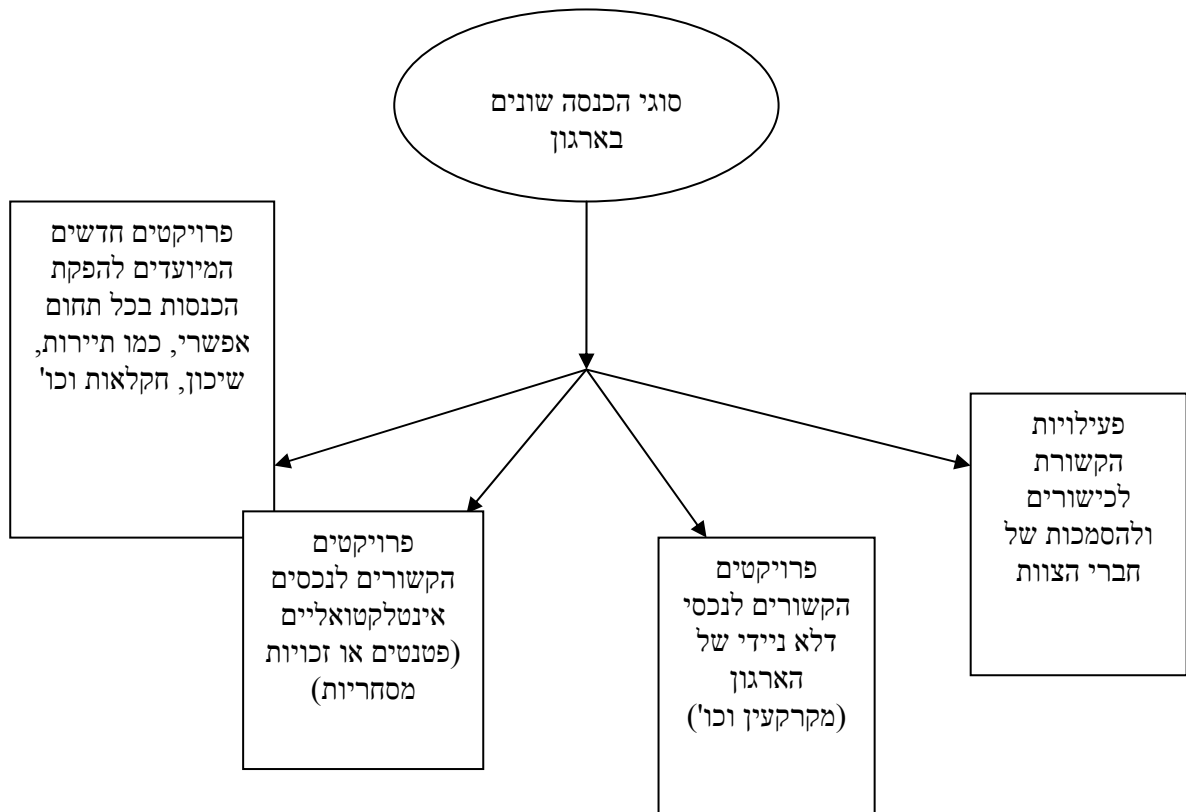 סוגי הכנסה שונים
בארגון
פרויקטים חדשים
המיועדים להפקת
הכנסות בכל תחום
אפשרי, כמו תיירות,
שיכון, חקלאות וכו'
פעילויות
הקשורת
לכישורים
ולהסמכות של
חברי הצוות
פרויקטים
הקשורים לנכסי
דלא ניידי של
הארגון
(מקרקעין וכו')
פרויקטים
הקשורים לנכסים
אינטלקטואליים
(פטנטים או זכויות
מסחריות)